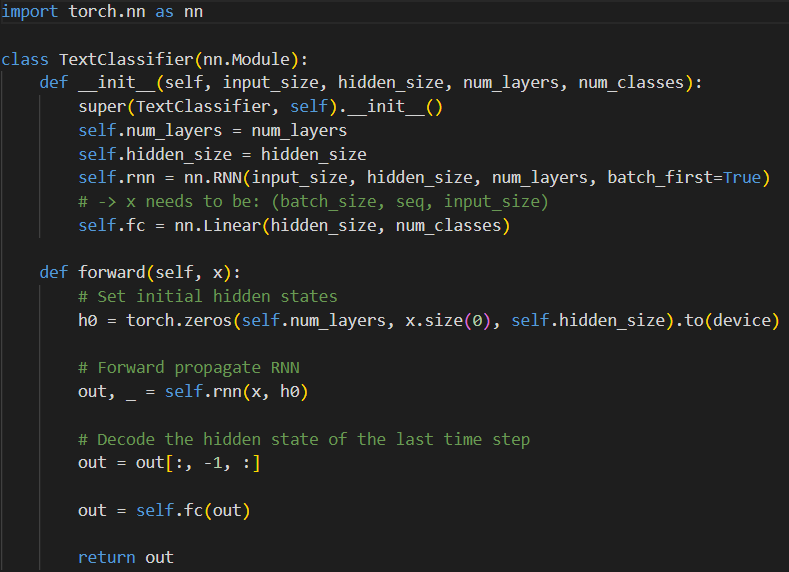 import torch.nn as nn
class TextClassifier(nn.Module):
    def __init__(self, input_size, hidden_size, num_layers, num_classes):
        super(TextClassifier, self).__init__()
        self.num_layers = num_layers
        self.hidden_size = hidden_size
        self.rnn = nn.RNN(input_size, hidden_size, num_layers, batch_first=True)
        # -> x needs to be: (batch_size, seq, input_size)
        self.fc = nn.Linear(hidden_size, num_classes)
    def forward(self, x):
        # Set initial hidden states
        h0 = torch.zeros(self.num_layers, x.size(0), self.hidden_size).to(device)
        # Forward propagate RNN
        out, _ = self.rnn(x, h0)
        # Decode the hidden state of the last time step
        out = out[:, -1, :]
        out = self.fc(out)
        return out